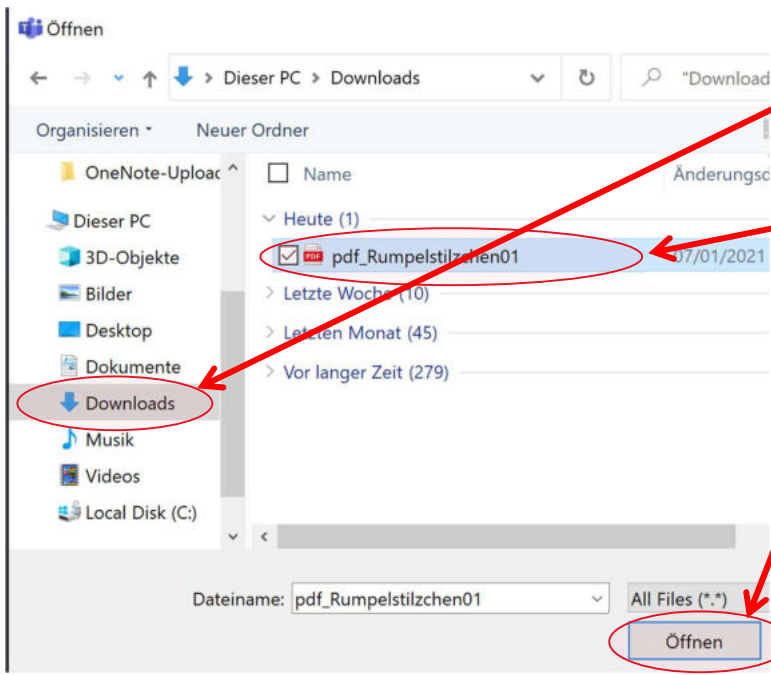 Öffnen
Dieser PC > Downloads
"Download
Organisieren
Neuer Ordner
OneNote-Upload
Dieser PC
3D-Objekte
Bilder
Desktop
Dokumente
Downloads
Musik
Videos
Local Disk (C:)
Name
Änderungsd
Heute (1)
PDF pdf_Rumpelstilzchen01 07/01/2021
Letzte Woche (10)
Letzten Monat (45)
Vor langer Zeit (279)
Dateiname: pdf_Rumpelstilzchen01
All Files (*.*)
Öffnen